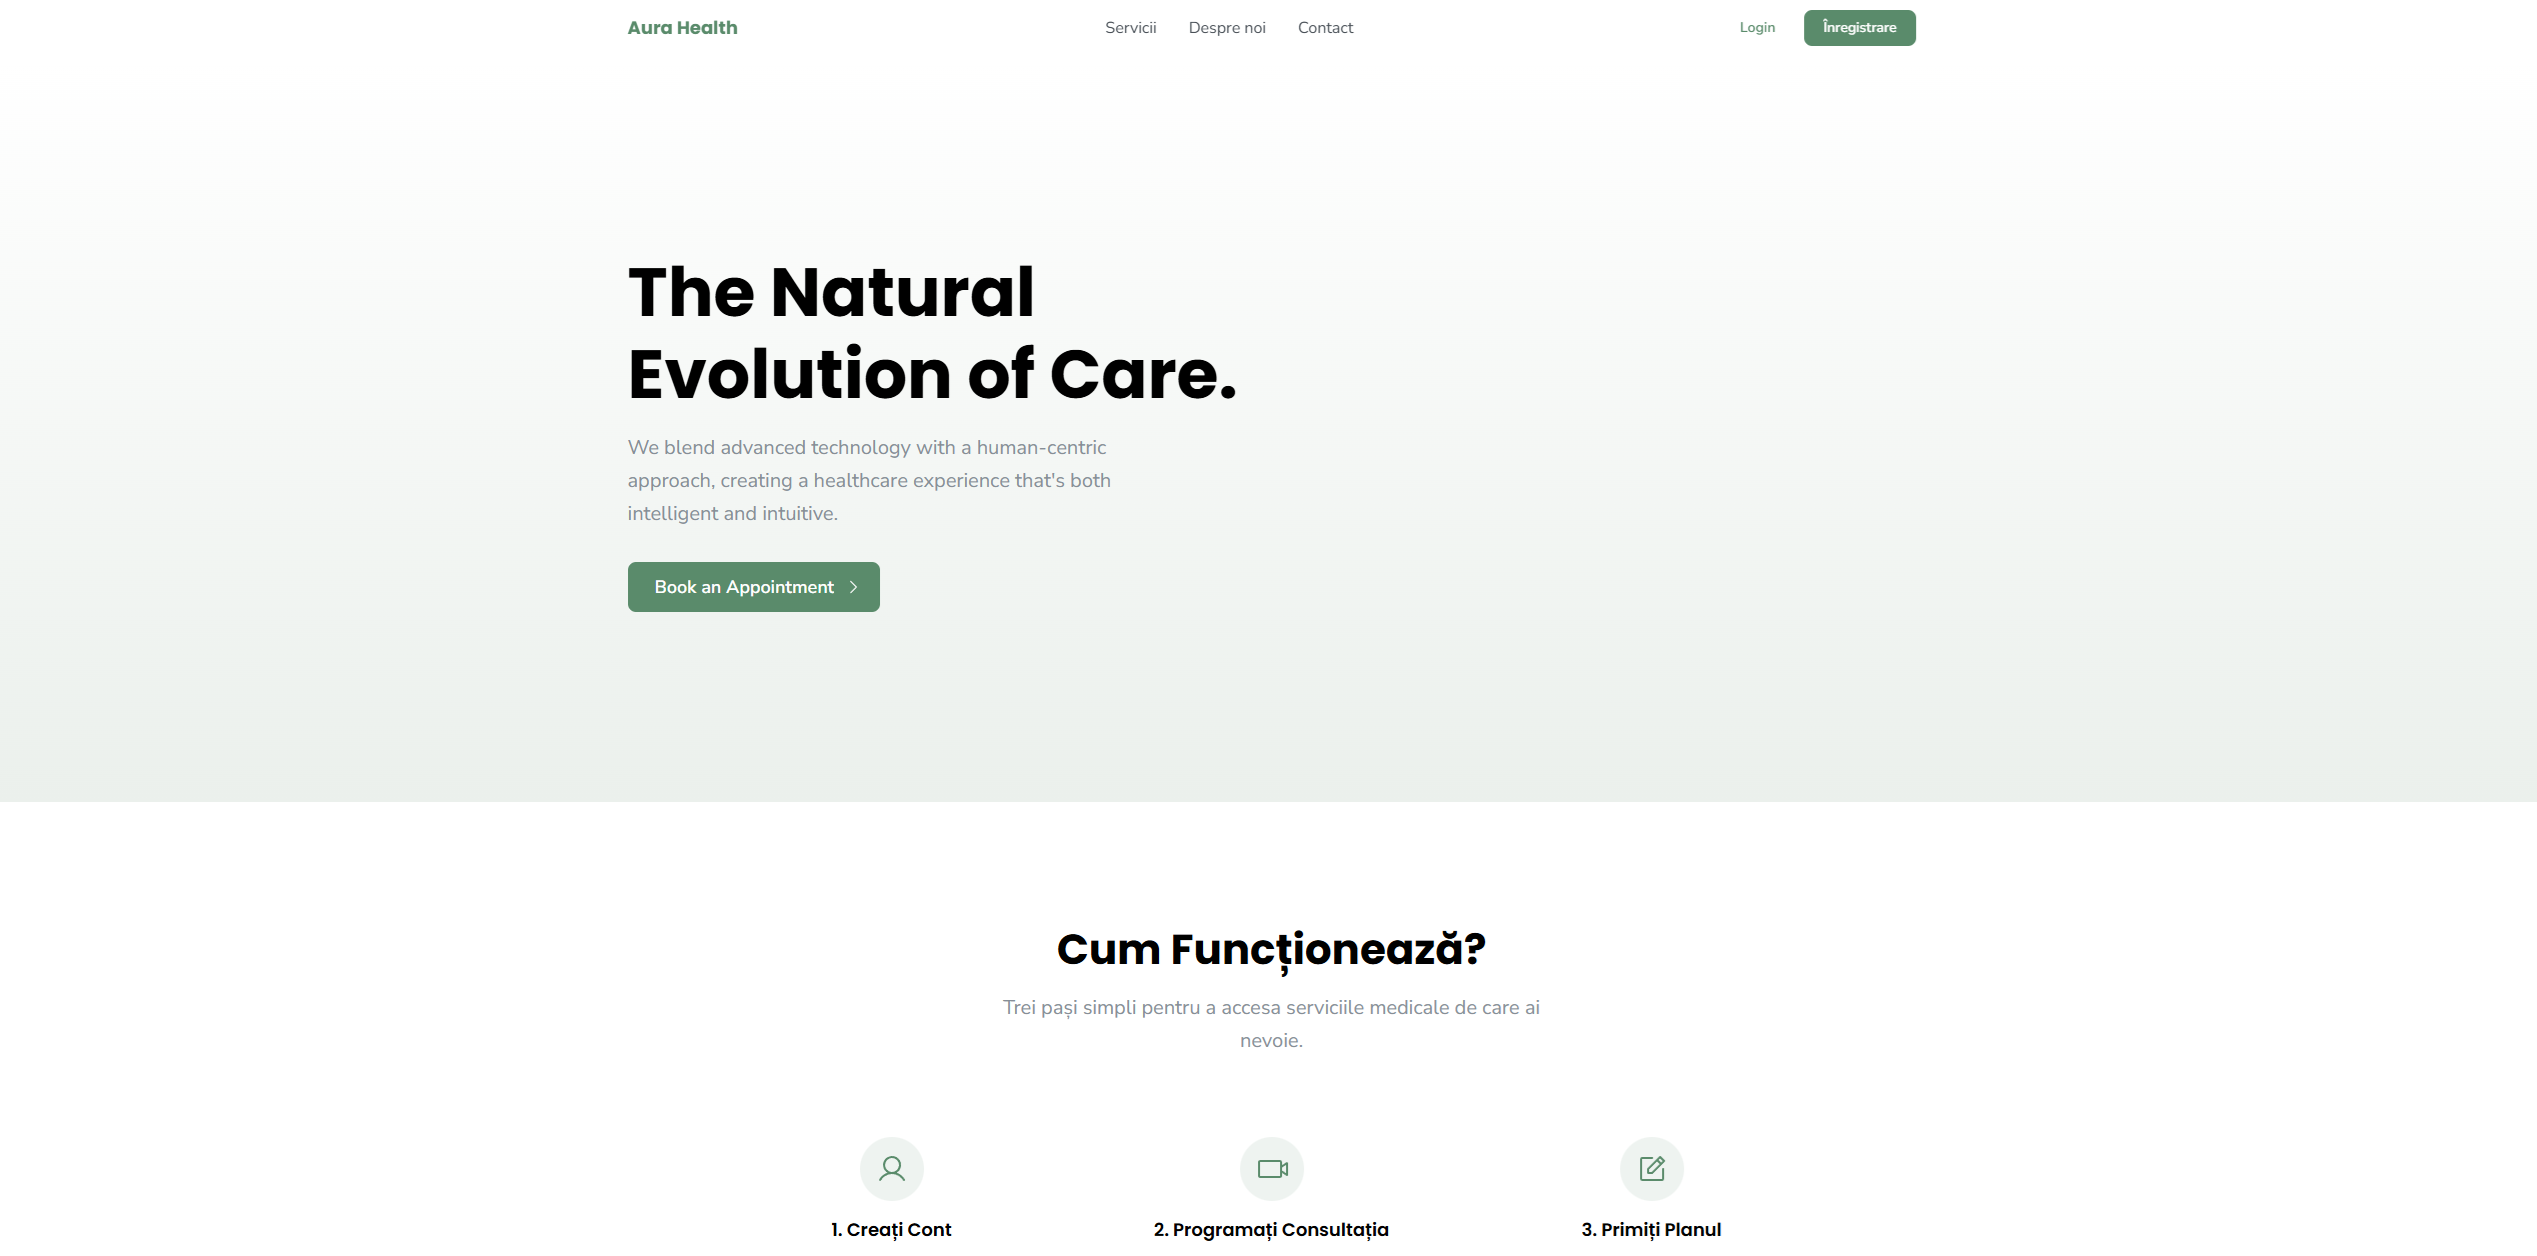 Aura Health
Servicii
Despre noi
Contact
Login
Înregistrare
The Natural
Evolution of Care.
We blend advanced technology with a human-centric
approach, creating a healthcare experience that's both
intelligent and intuitive.
Book an Appointment
Cum Funcționează?
Trei pași simpli pentru a accesa serviciile medicale de care ai
nevoie.
1. Creați Cont
2. Programați Consultația
3. Primiți Planul